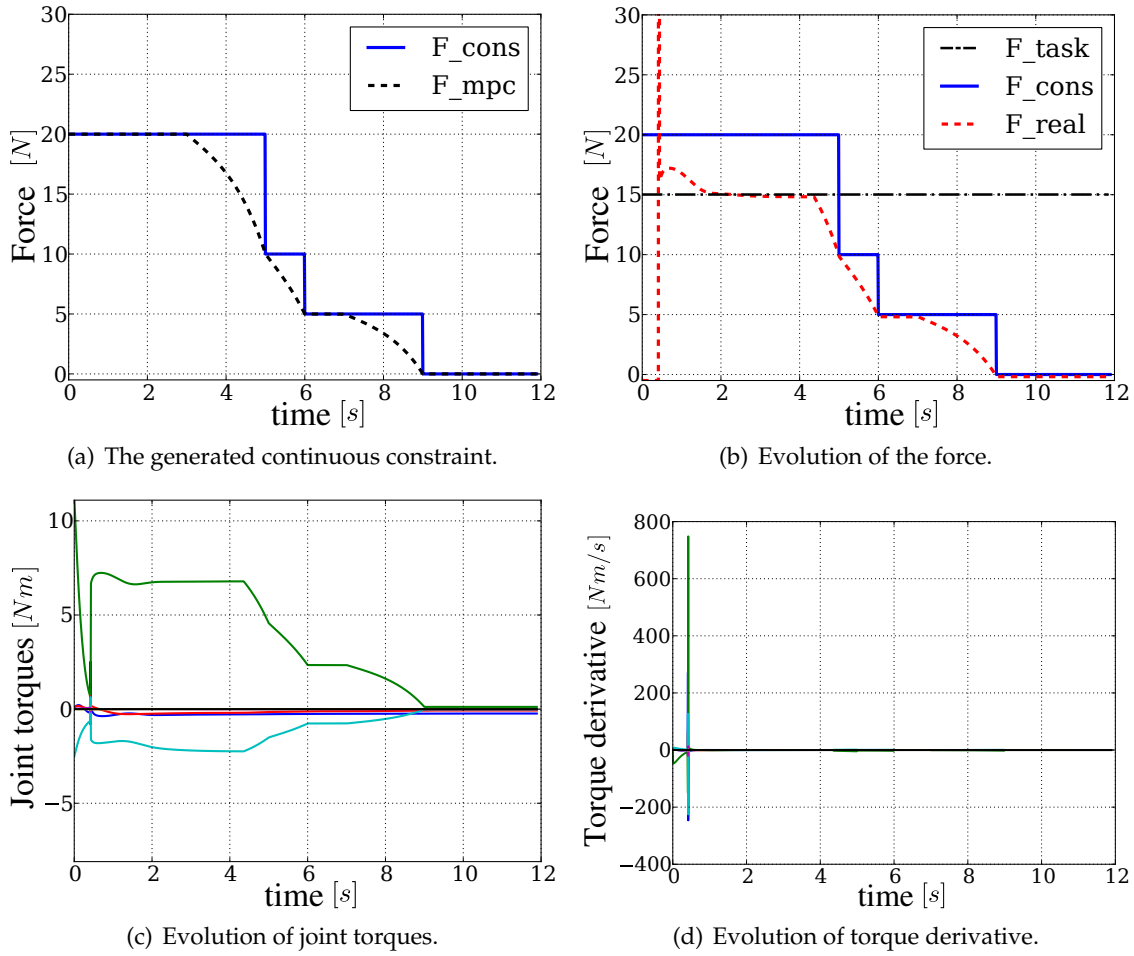 30
25
20
15
10
5
0
Force [N]
F_cons
F_mpc
0 2 4 6 8 10 12
time [s]
(a) The generated continuous constraint.
30
25
20
15
10
5
0
Force [N]
F_task
F_cons
F_real
0 2 4 6 8 10 12
time [s]
(b) Evolution of the force.
10
5
0
−5
Joint torques [Nm]
0 2 4 6 8 10 12
time [s]
(c) Evolution of joint torques.
800
600
400
200
0
−200
−400
Torque derivative [Nm/s]
0 2 4 6 8 10 12
time [s]
(d) Evolution of torque derivative.